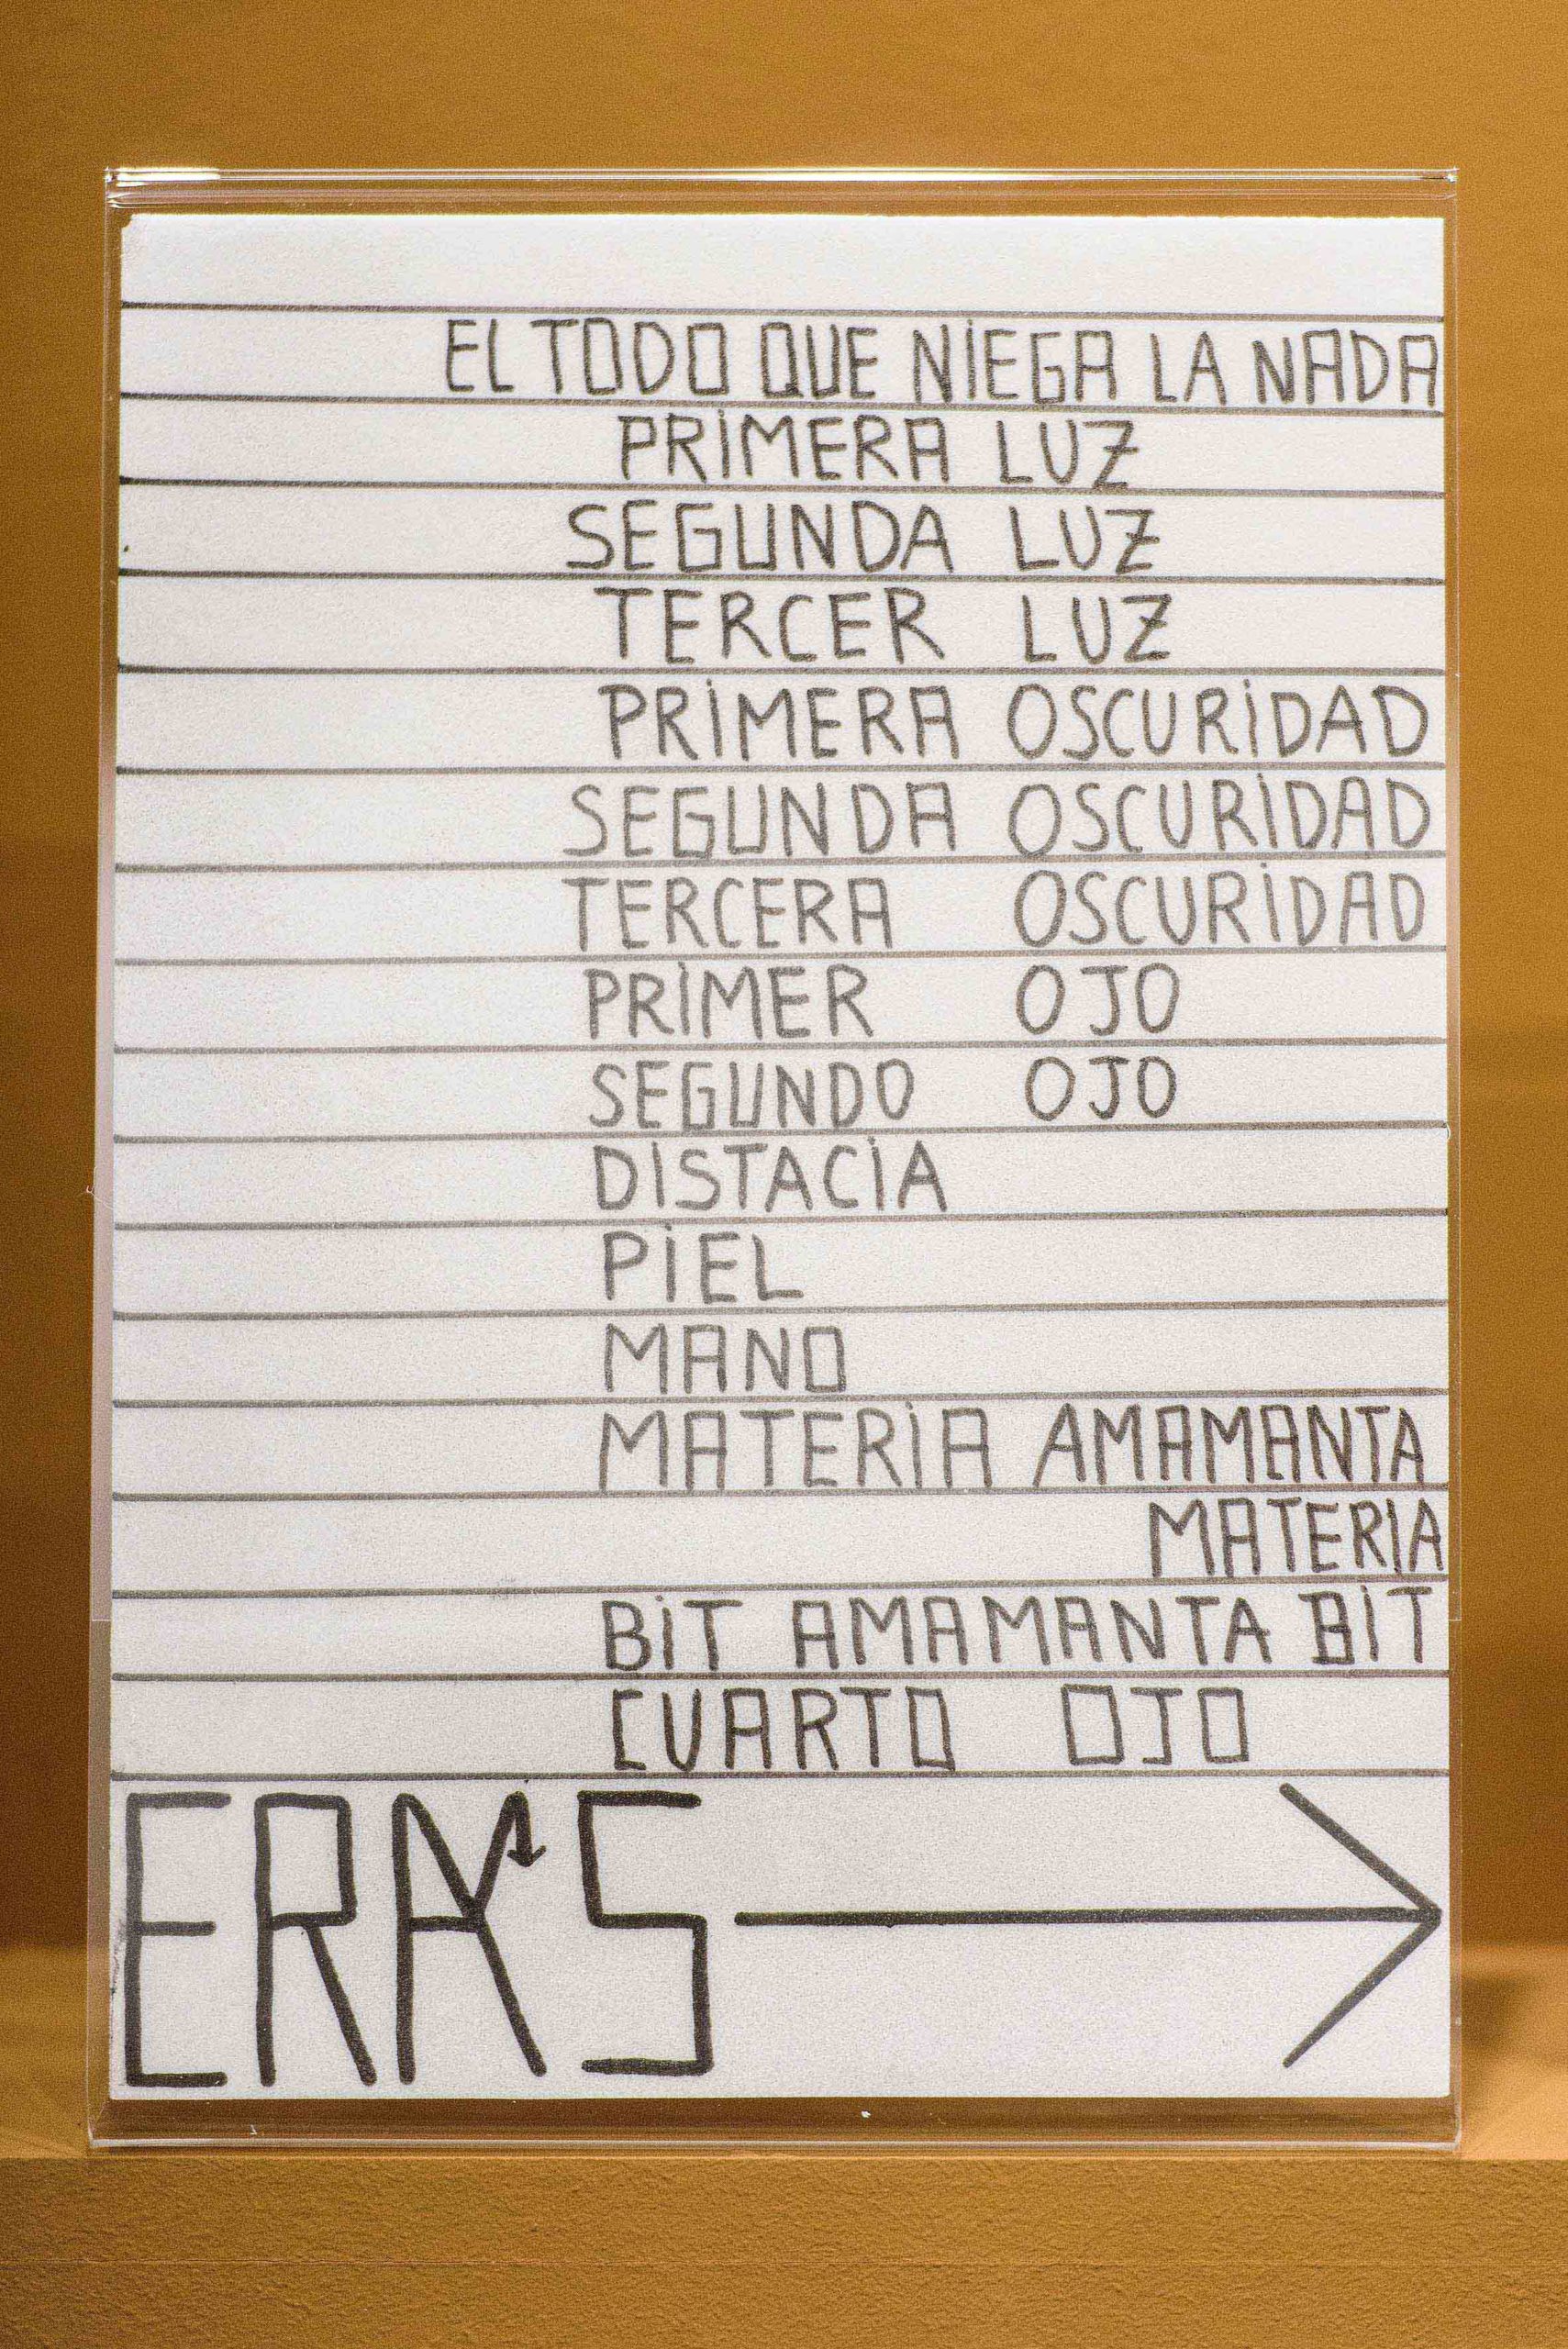 EL TODO QUE NIEGA LA NADA
PRIMERA LUZ
SEGUNDA LUZ
TERCER LUZ
PRIMERA OSCURIDAD
SEGUNDA OSCURIDAD
TERCERA OSCURIDAD
PRIMER OJO
SEGUNDO OJO
DISTACIA
PIEL
MANO
MATERIA AMAMANTA
MATERIA
BIT AMAMANTA BIT
CUARTO OJO
ERA'S